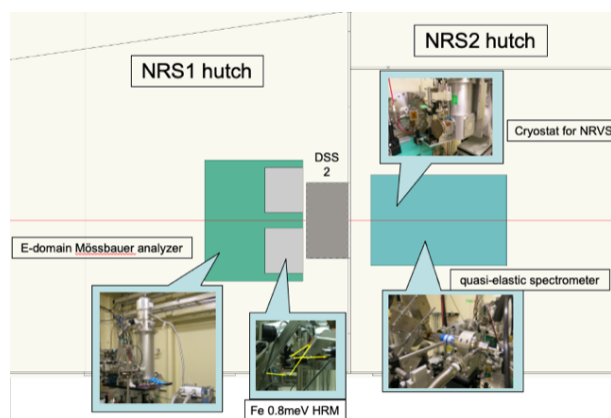 NRS1 hutch
NRS2 hutch
Cryostat for NRVS
DSS
2
E-domain Mössbauer analyzer
quasi-elastic spectrometer
Fe 0.8meV HRM